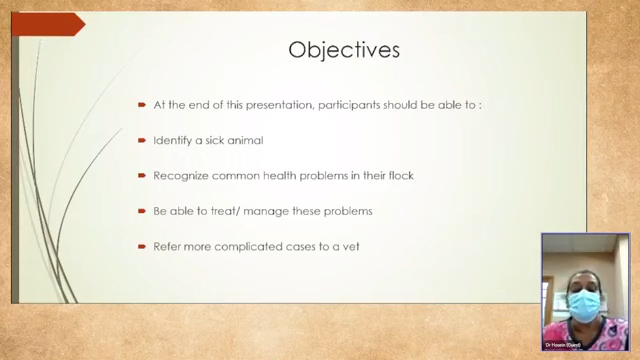 Objectives
At the end of this presentation, participants should be able to :
Identify a sick animal
Recognize common health problems in their flock
Be able to treat/ manage these problems
Refer more complicated cases to a vet
Dr Hosein (Guest)